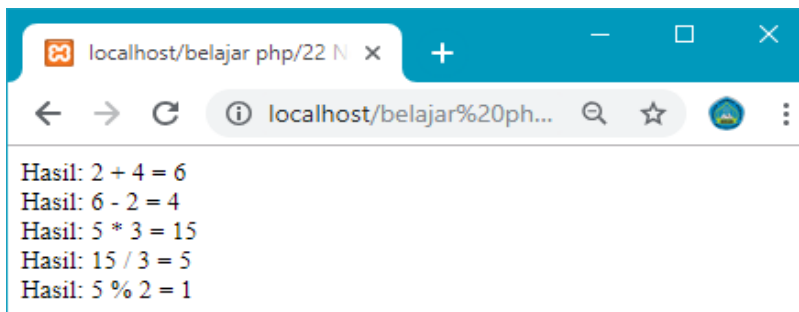 localhost/belajar php/22 N
localhost/belajar%20ph...
Hasil: 2 + 4 = 6
Hasil: 6 - 2 = 4
Hasil: 5 * 3 = 15
Hasil: 15 / 3 = 5
Hasil: 5 % 2 = 1